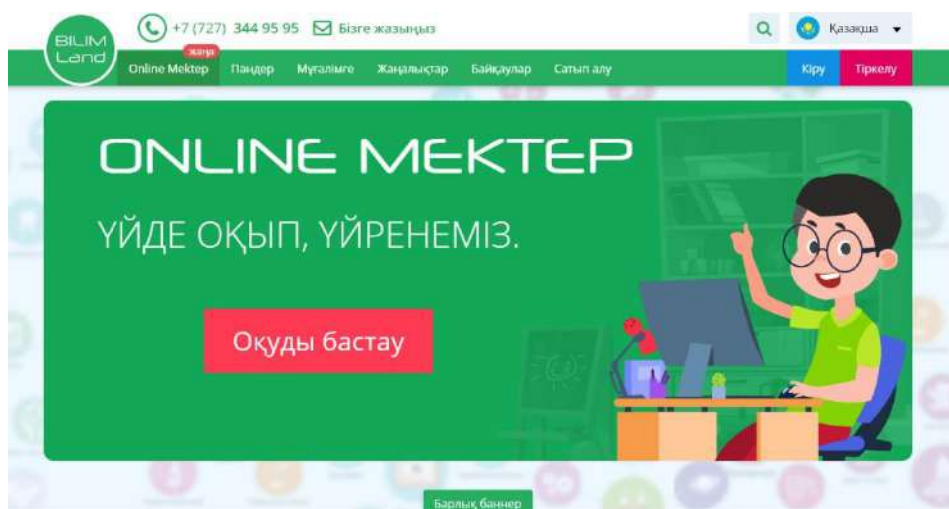 BILIM
Land
+7 (727) 344 95 95
Бізге жазыңыз
Қазақша
жаңа
Online Mektep
Пәндер
Мұғалімге
Жаңалықтар
Байқаулар
Сатып алу
Кіру
Тіркелу
ONLINE MEKTEP
ҮЙДЕ ОҚЫП, ҮЙРЕНЕМІЗ.
Оқуды бастау
Барлық баннер